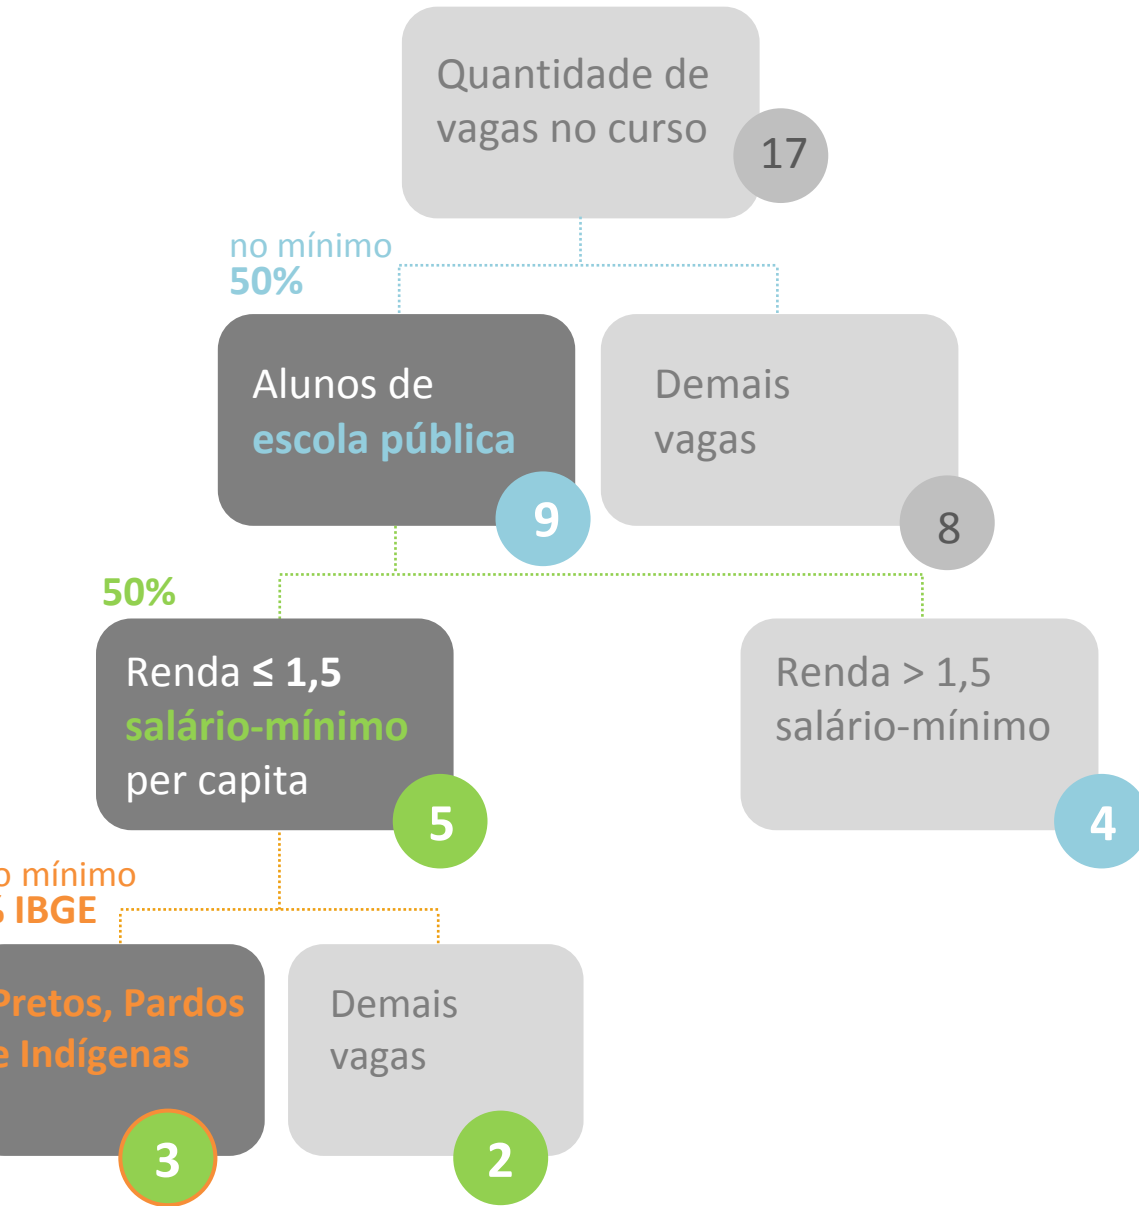 Quantidade de
vagas no curso
17
no mínimo
50%
Alunos de
escola pública
9
Demais
vagas
8
50%
Renda ≤ 1,5
salário-mínimo
per capita
5
Renda > 1,5
salário-mínimo
4
o mínimo
% IBGE
Pretos, Pardos
e Indígenas
3
Demais
vagas
2